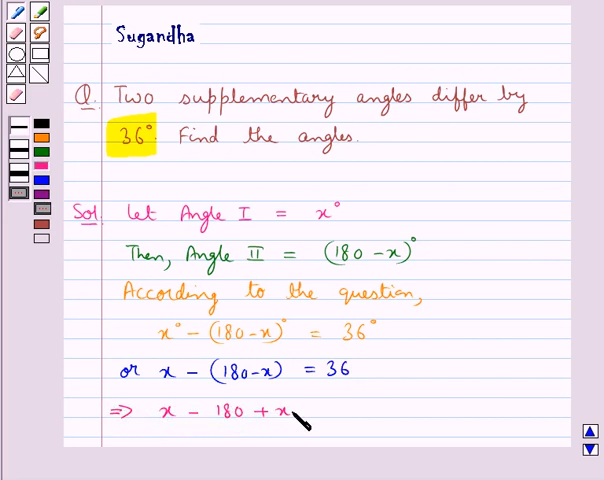 Sugandha
Q. Two supplementary angles differ by
36°. Find the angles.
Sol. Let Angle I = x°
Then, Angle II = (180 - x)°
According to the question,
x° - (180 - x)° = 36°
or x - (180 - x) = 36
⇒ x - 180 + x